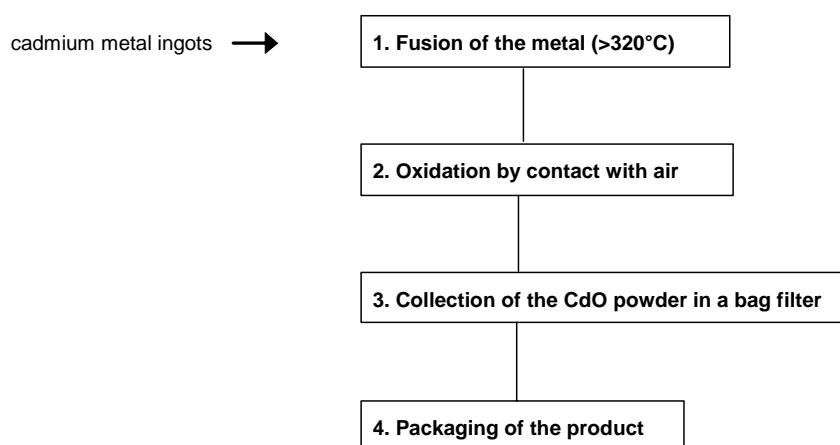 cadmium metal ingots
1. Fusion of the metal (>320°C)
2. Oxidation by contact with air
3. Collection of the CdO powder in a bag filter
4. Packaging of the product